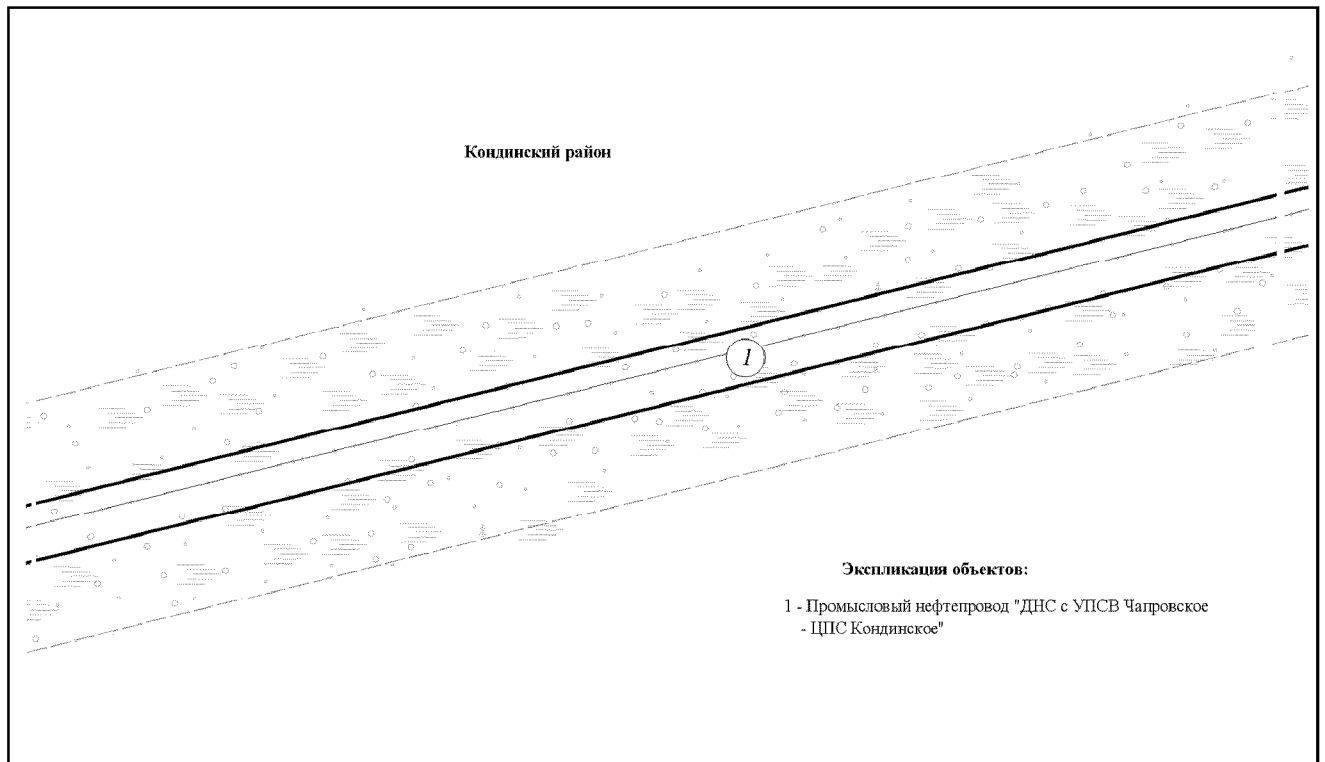 Кондинский район
1
Экспликация объектов:
1 - Промысловый нефтепровод "ДНС с УПСВ Чапровское
- ЦПС Кондинское"